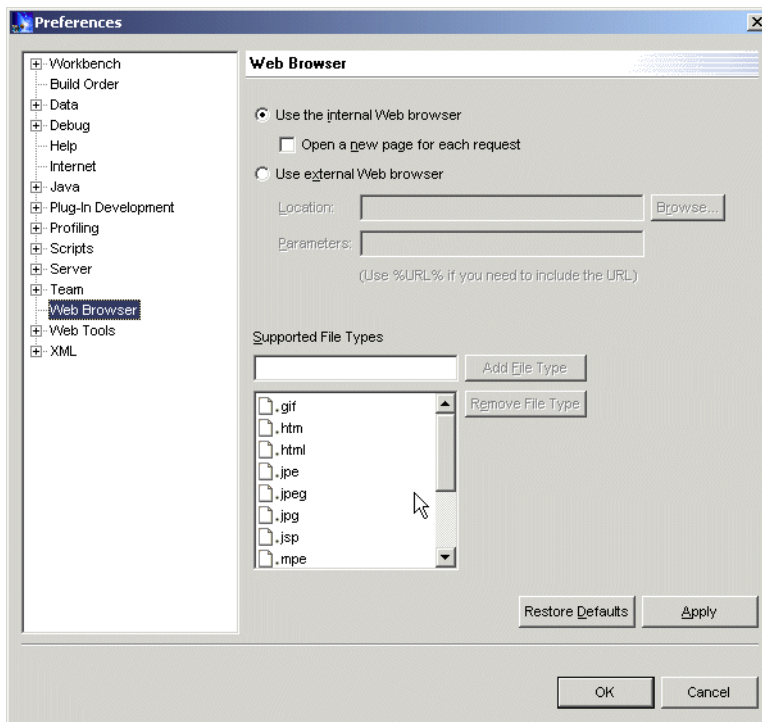 Preferences
Workbench
Build Order
Data
Debug
Help
Internet
Java
Plug-In Development
Profiling
Scripts
Server
Team
Web Browser
Web Tools
XML
Web Browser
Use the internal Web browser
Open a new page for each request
Use external Web browser
Location:
Browse...
Parameters:
(Use %URL% if you need to include the URL)
Supported File Types
Add File Type
Remove File Type
.gif
.htm
.html
.jpe
.jpeg
.jpg
.jsp
.mpe
Restore Defaults
Apply
OK
Cancel